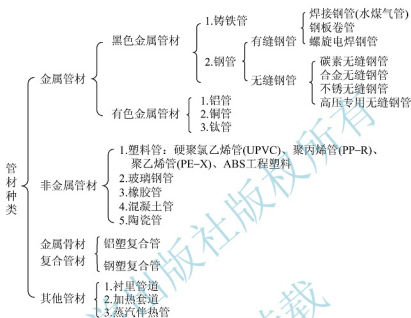 管材种类
金属管材
黑色金属管材
1.铸铁管
2.钢管
有缝钢管
焊接钢管(水煤气管)
钢板卷管
螺旋电焊钢管
无缝钢管
碳素无缝钢管
合金无缝钢管
不锈无缝钢管
高压专用无缝钢管
有色金属管材
1.铝管
2.铜管
3.钛管
非金属管材
1.塑料管：硬聚氯乙烯管(UPVC)、聚丙烯管(PP-R)、
聚乙烯管(PE-X)、ABS工程塑料
2.玻璃钢管
3.橡胶管
4.混凝土管
5.陶瓷管
金属骨材
复合管材
铝塑复合管
钢塑复合管
其他管材
1.衬里管道
2.加热套道
3.蒸汽伴热管
出版社版权所有